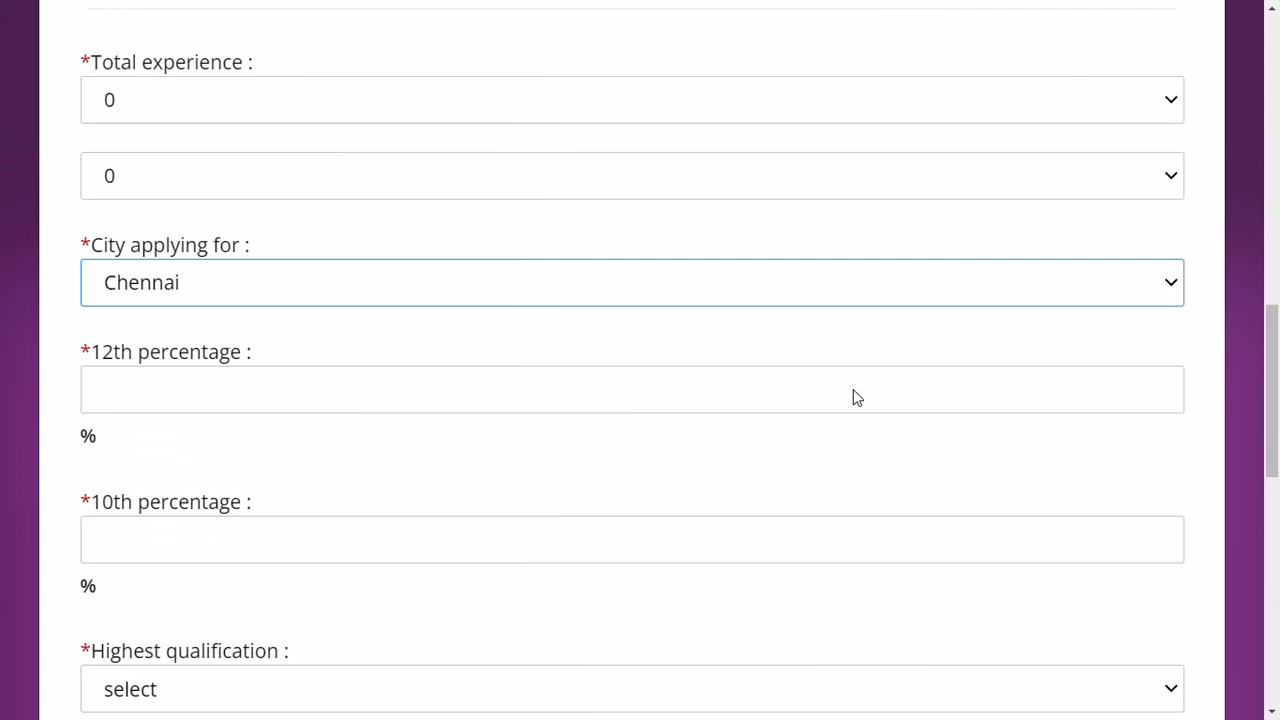 *Total experience :
0
0
*City applying for :
Chennai
*12th percentage :
%
*10th percentage :
%
*Highest qualification :
select